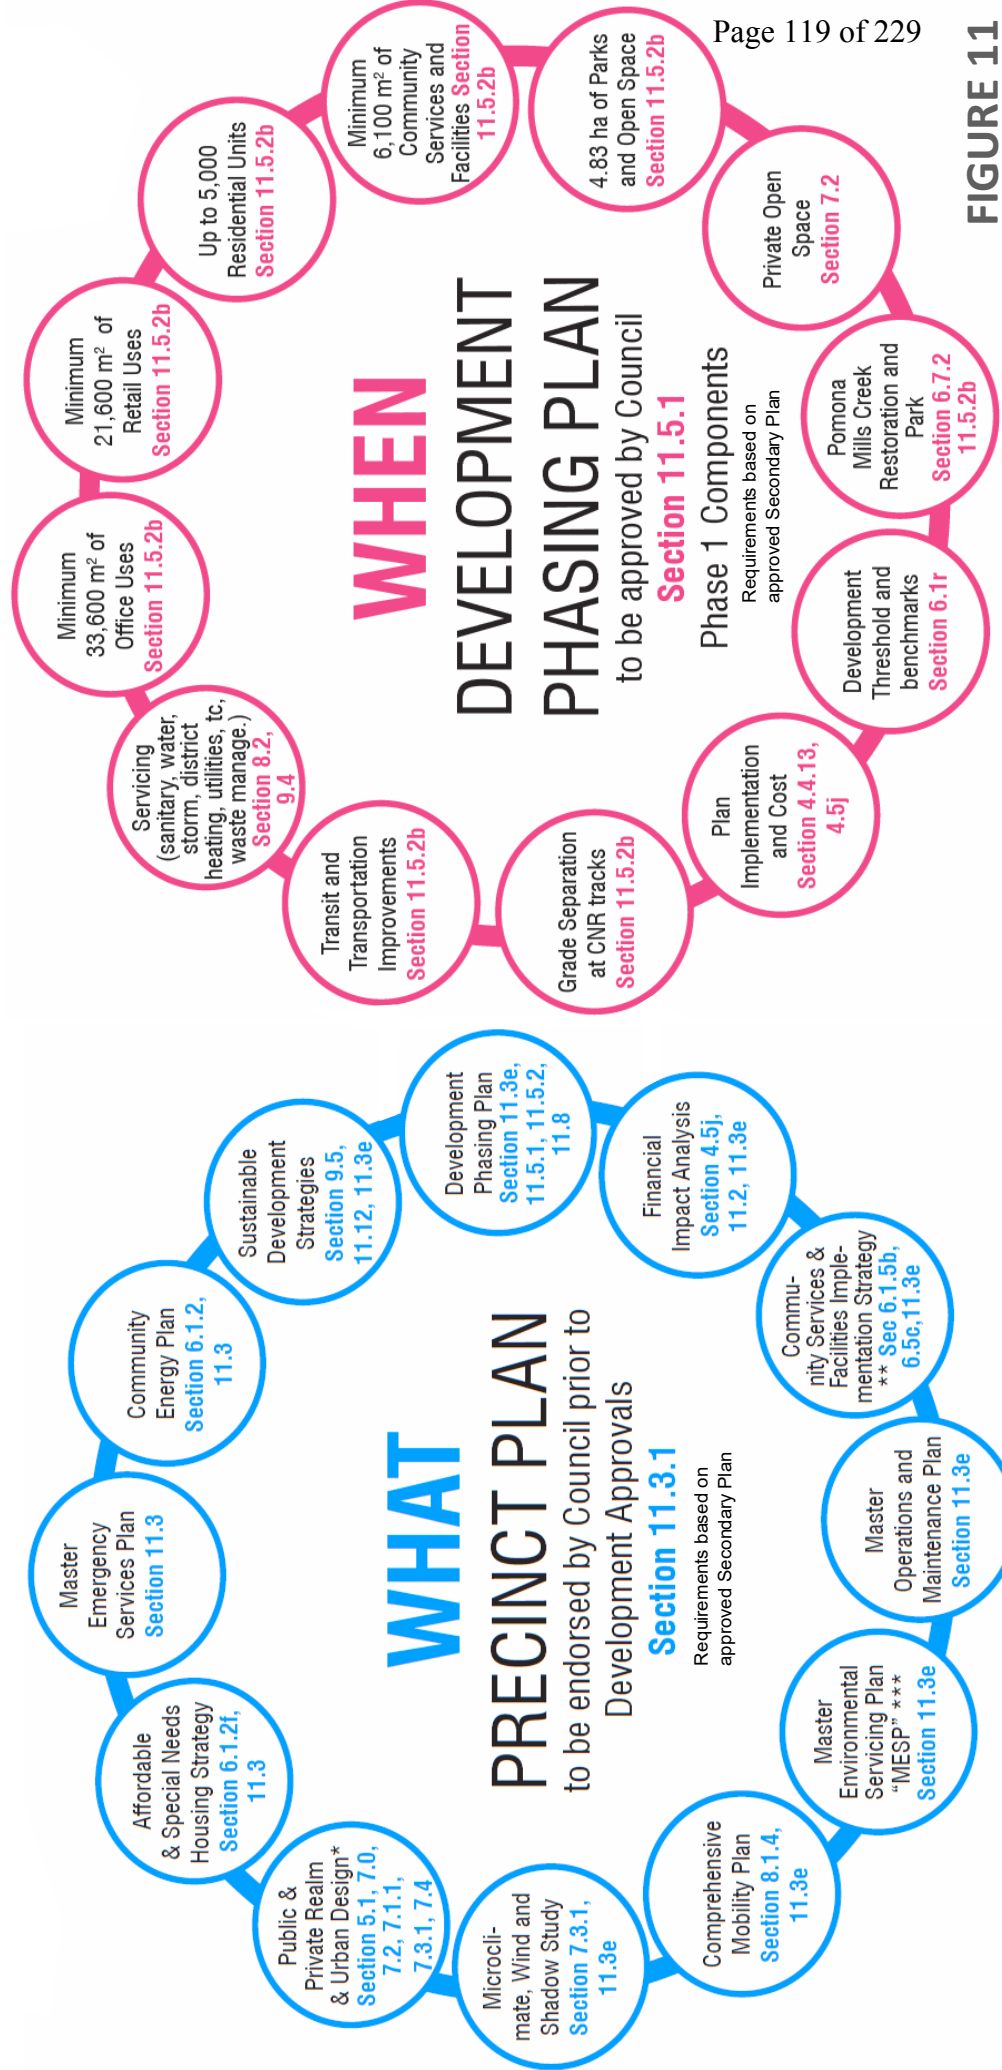 Page 119 of 229
FIGURE 11
WHAT
PRECINCT PLAN
to be endorsed by Council prior to
Development Approvals
Section 11.3.1
Requirements based on
approved Secondary Plan
Master
Emergency
Services Plan
Section 11.3
Community
Energy Plan
Section 6.1.2,
11.3
Sustainable
Development
Strategies
Section 9.5,
11.12, 11.3e
Development
Phasing Plan
Section 11.3e,
11.5.1, 11.5.2,
11.8
Financial
Impact Analysis
Section 4.5j,
11.2, 11.3e
Commu-
nity Services &
Facilities Imple-
mentation Strategy
** Sec 6.1.5b,
6.5c,11.3e
Master
Operations and
Maintenance Plan
Section 11.3e
Master
Environmental
Servicing Plan
“MESP” ***
Section 11.3e
Comprehensive
Mobility Plan
Section 8.1.4,
11.3e
Microcli-
mate, Wind and
Shadow Study
Section 7.3.1,
11.3e
Public &
Private Realm
& Urban Design*
Section 5.1, 7.0,
7.2, 7.1.1,
7.3.1, 7.4
Affordable
& Special Needs
Housing Strategy
Section 6.1.2f,
11.3
WHEN
DEVELOPMENT
PHASING PLAN
to be approved by Council
Section 11.5.1
Phase 1 Components
Requirements based on
approved Secondary Plan
Minimum
33,600 m² of
Office Uses
Section 11.5.2b
Minimum
21,600 m² of
Retail Uses
Section 11.5.2b
Up to 5,000
Residential Units
Section 11.5.2b
Minimum
6,100 m² of
Community
Services and
Facilities Section
11.5.2b
4.83 ha of Parks
and Open Space
Section 11.5.2b
Private Open
Space
Section 7.2
Pomona
Mills Creek
Restoration and
Park
Section 6.7.2
11.5.2b
Development
Threshold and
benchmarks
Section 6.1r
Plan
Implementation
and Cost
Section 4.4.13,
4.5j
Grade Separation
at CNR tracks
Section 11.5.2b
Transit and
Transportation
Improvements
Section 11.5.2b
Servicing
(sanitary, water,
storm, district
heating, utilities, tc,
waste manage.)
Section 8.2,
9.4